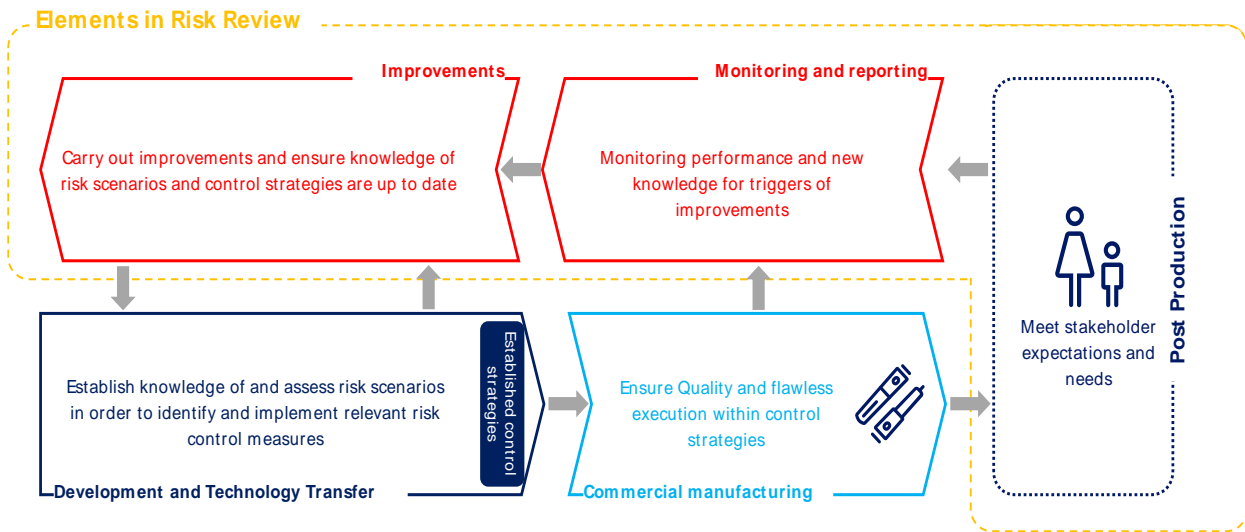 Elements in Risk Review
Improvements
Carry out improvements and ensure knowledge of
risk scenarios and control strategies are up to date
Monitoring and reporting
Monitoring performance and new
knowledge for triggers of
improvements
Post Production
Meet stakeholder
expectations and
needs
Establish knowledge of and assess risk scenarios
in order to identify and implement relevant risk
control measures
Established control
strategies
Development and Technology Transfer
Ensure Quality and flawless
execution within control
strategies
Commercial manufacturing